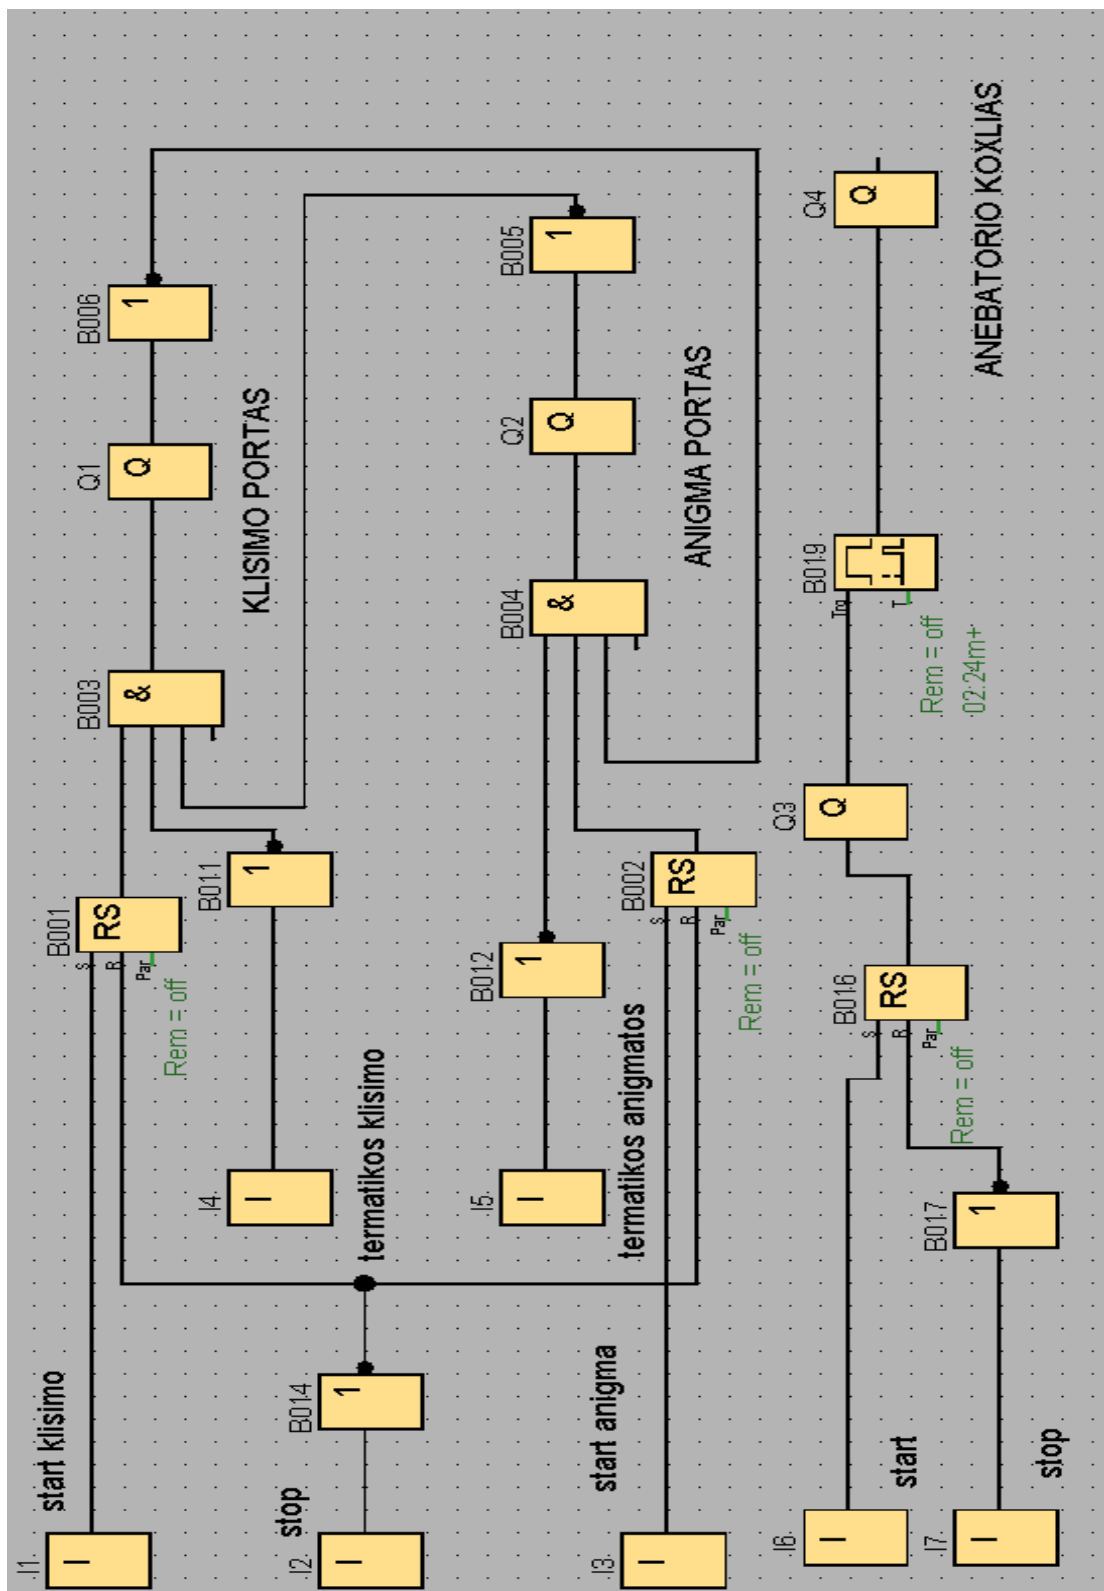 I1
start klisimo
I
B001
RS
S
R
Par
Rem = off
B003
&
Q1
Q
B006
1
KLISIMO PORTAS
I4
I
B011
1
I2
stop
I
B014
1
termatikos klisimo
I5
I
B012
1
termatikos anigmatos
B004
&
Q2
Q
B005
1
ANIGMA PORTAS
I3
start anigma
I
B002
RS
S
R
Par
Rem = off
I6
I
start
B016
RS
S
R
Par
Rem = off
Q3
Q
B019
Trg
T
Rem = off
02:24m+
Q4
Q
ANEBATORIO KOXLIAS
I7
I
stop
B017
1